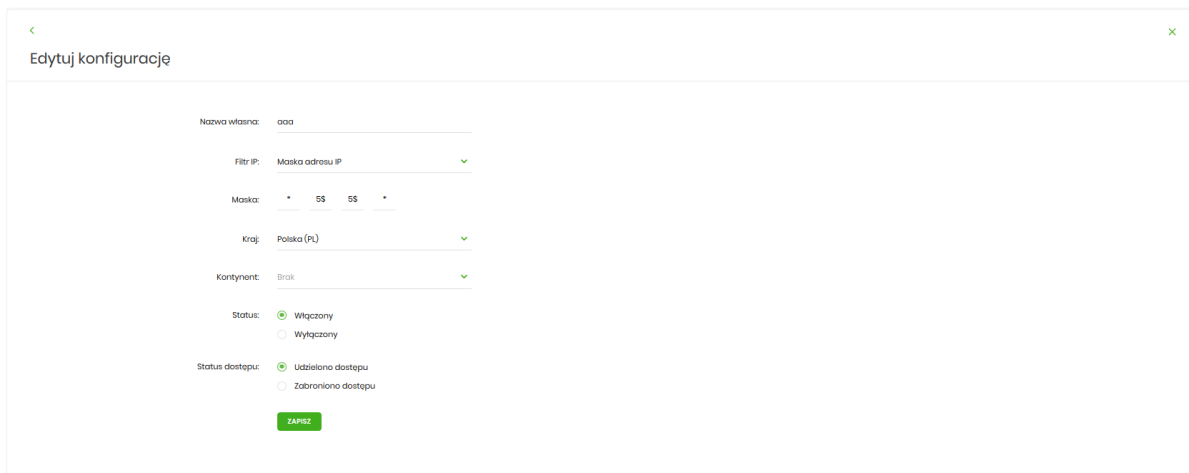 Edytuj konfigurację
Nazwa własna: aaa
Filtr IP: Maska adresu IP
Maska: * 5$ 5$ *
Kraj: Polska (PL)
Kontynent: Brak
Status: Włączony
Wyłączony
Status dostępu: Udzielono dostępu
Zabroniono dostępu
ZAPISZ